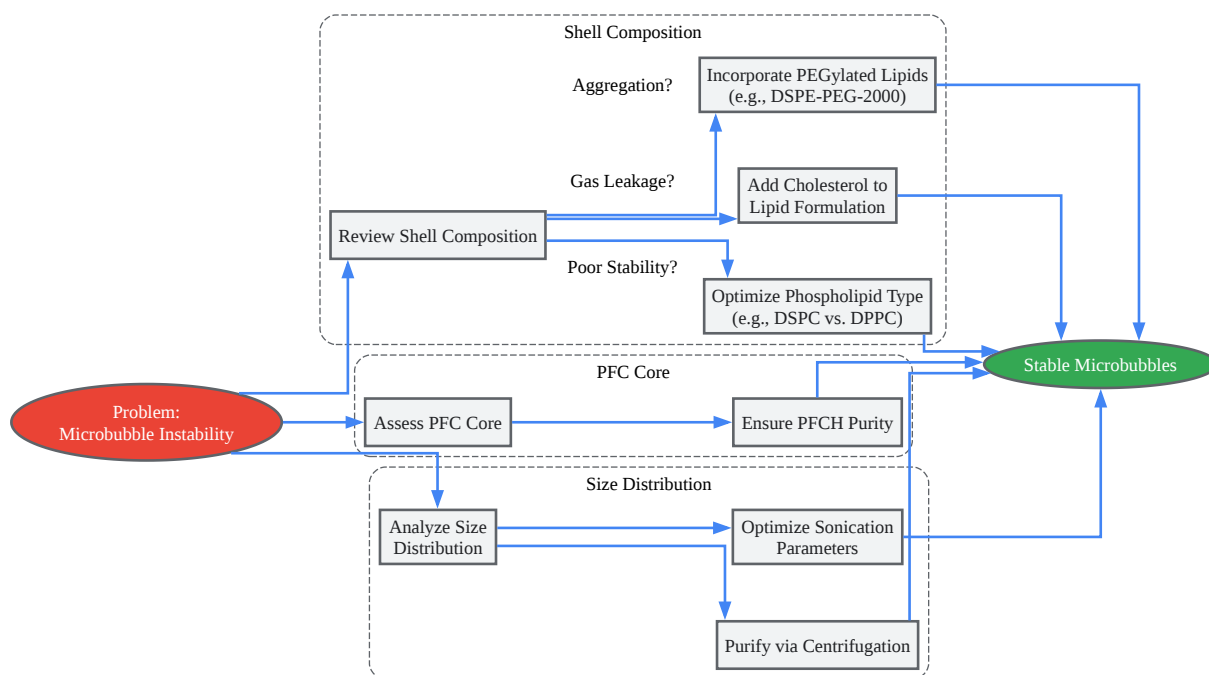 Shell Composition
Aggregation?
Incorporate PEGylated Lipids
(e.g., DSPE-PEG-2000)
Gas Leakage?
Add Cholesterol to
Lipid Formulation
Review Shell Composition
Poor Stability?
Optimize Phospholipid Type
(e.g., DSPC vs. DPPC)
Stable Microbubbles
PFC Core
Problem:
Microbubble Instability
Assess PFC Core
Ensure PFCH Purity
Size Distribution
Analyze Size
Distribution
Optimize Sonication
Parameters
Purify via Centrifugation